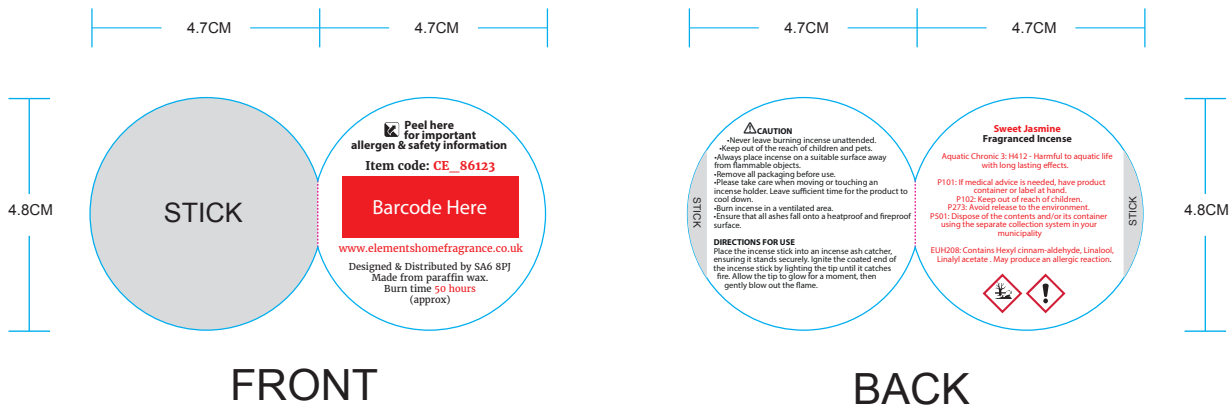 4.7CM
4.7CM
4.8CM
STICK
Peel here
for important
allergen & safety information
Item code: CE_86123
Barcode Here
www.elementshomefragrance.co.uk
Designed & Distributed by SA6 8PJ
Made from paraffin wax.
Burn time 50 hours
(approx)
FRONT
4.7CM
4.7CM
STICK
CAUTION
•Never leave burning incense unattended.
•Keep out of the reach of children and pets.
•Always place incense on a suitable surface away
from flammable objects.
•Remove all packaging before use.
•Please take care when moving or touching an
incense holder. Leave sufficient time for the product to
cool down.
•Burn incense in a ventilated area.
•Ensure that all ashes fall onto a heatproof and fireproof
surface.
DIRECTIONS FOR USE
Place the incense stick into an incense ash catcher,
ensuring it stands securely. Ignite the coated end of
the incense stick by lighting the tip until it catches
fire. Allow the tip to glow for a moment, then
gently blow out the flame.
Sweet Jasmine
Fragranced Incense
Aquatic Chronic 3: H412 - Harmful to aquatic life
with long lasting effects.
P101: If medical advice is needed, have product
container or label at hand.
P102: Keep out of reach of children.
P273: Avoid release to the environment.
P501: Dispose of the contents and/or its container
using the separate collection system in your
municipality
EUH208: Contains Hexyl cinnam-aldehyde, Linalool,
Linalyl acetate . May produce an allergic reaction.
STICK
4.8CM
BACK